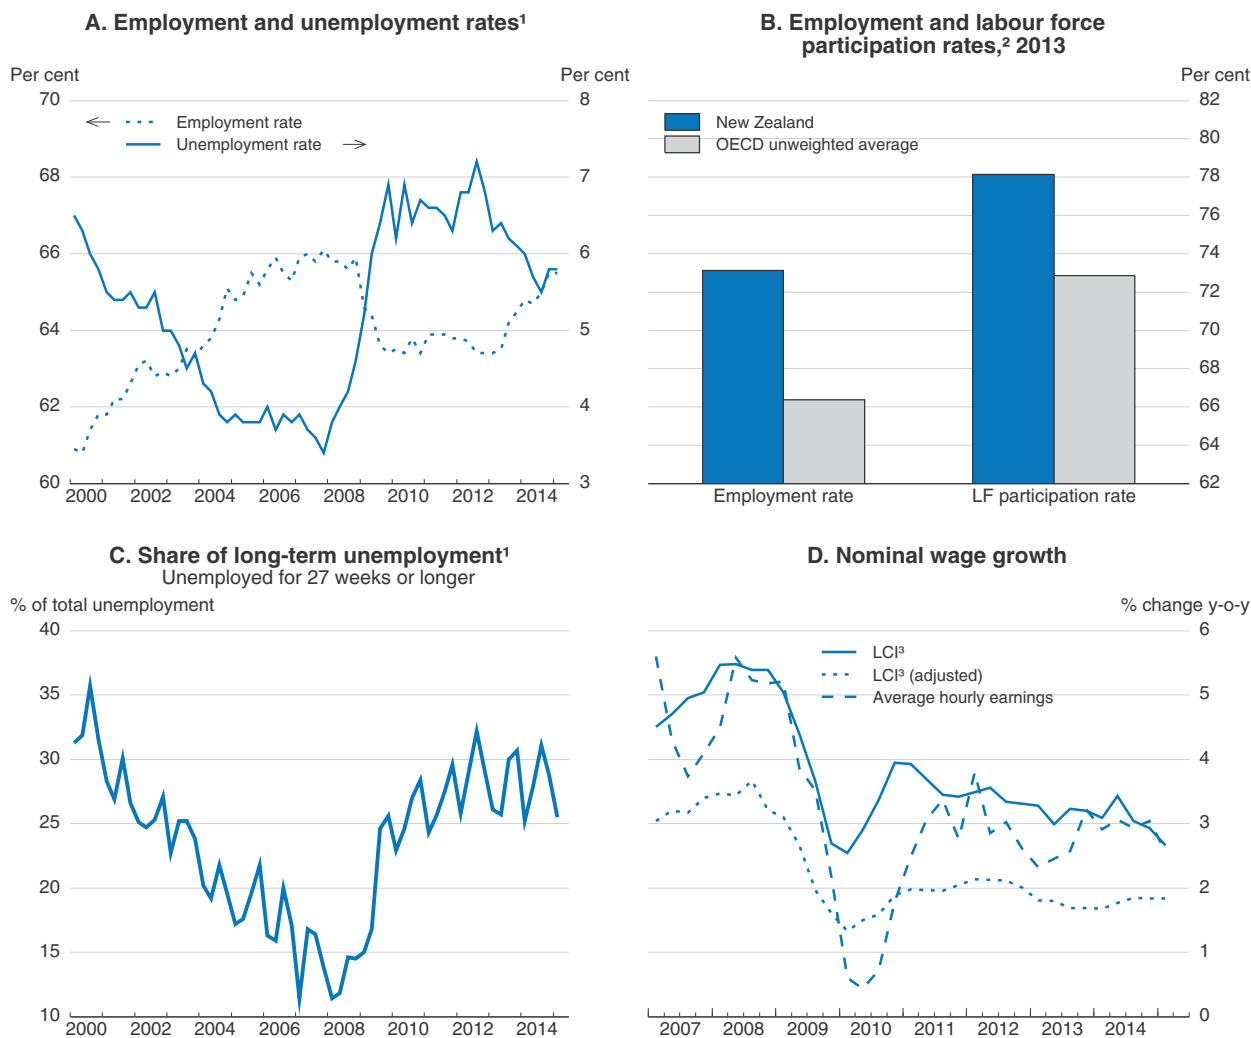 A. Employment and unemployment rates¹
Per cent
Per cent
70
8
Employment rate
Unemployment rate
68
7
66
6
64
5
62
4
60
3
2000 2002 2004 2006 2008 2010 2012 2014
B. Employment and labour force
participation rates,² 2013
Per cent
82
New Zealand
80
OECD unweighted average
78
76
74
72
70
68
66
64
62
Employment rate
LF participation rate
C. Share of long-term unemployment¹
Unemployed for 27 weeks or longer
% of total unemployment
40
35
30
25
20
15
10
2000 2002 2004 2006 2008 2010 2012 2014
D. Nominal wage growth
% change y-o-y
6
LCI³
LCI³ (adjusted)
Average hourly earnings
5
4
3
2
1
0
2007 2008 2009 2010 2011 2012 2013 2014